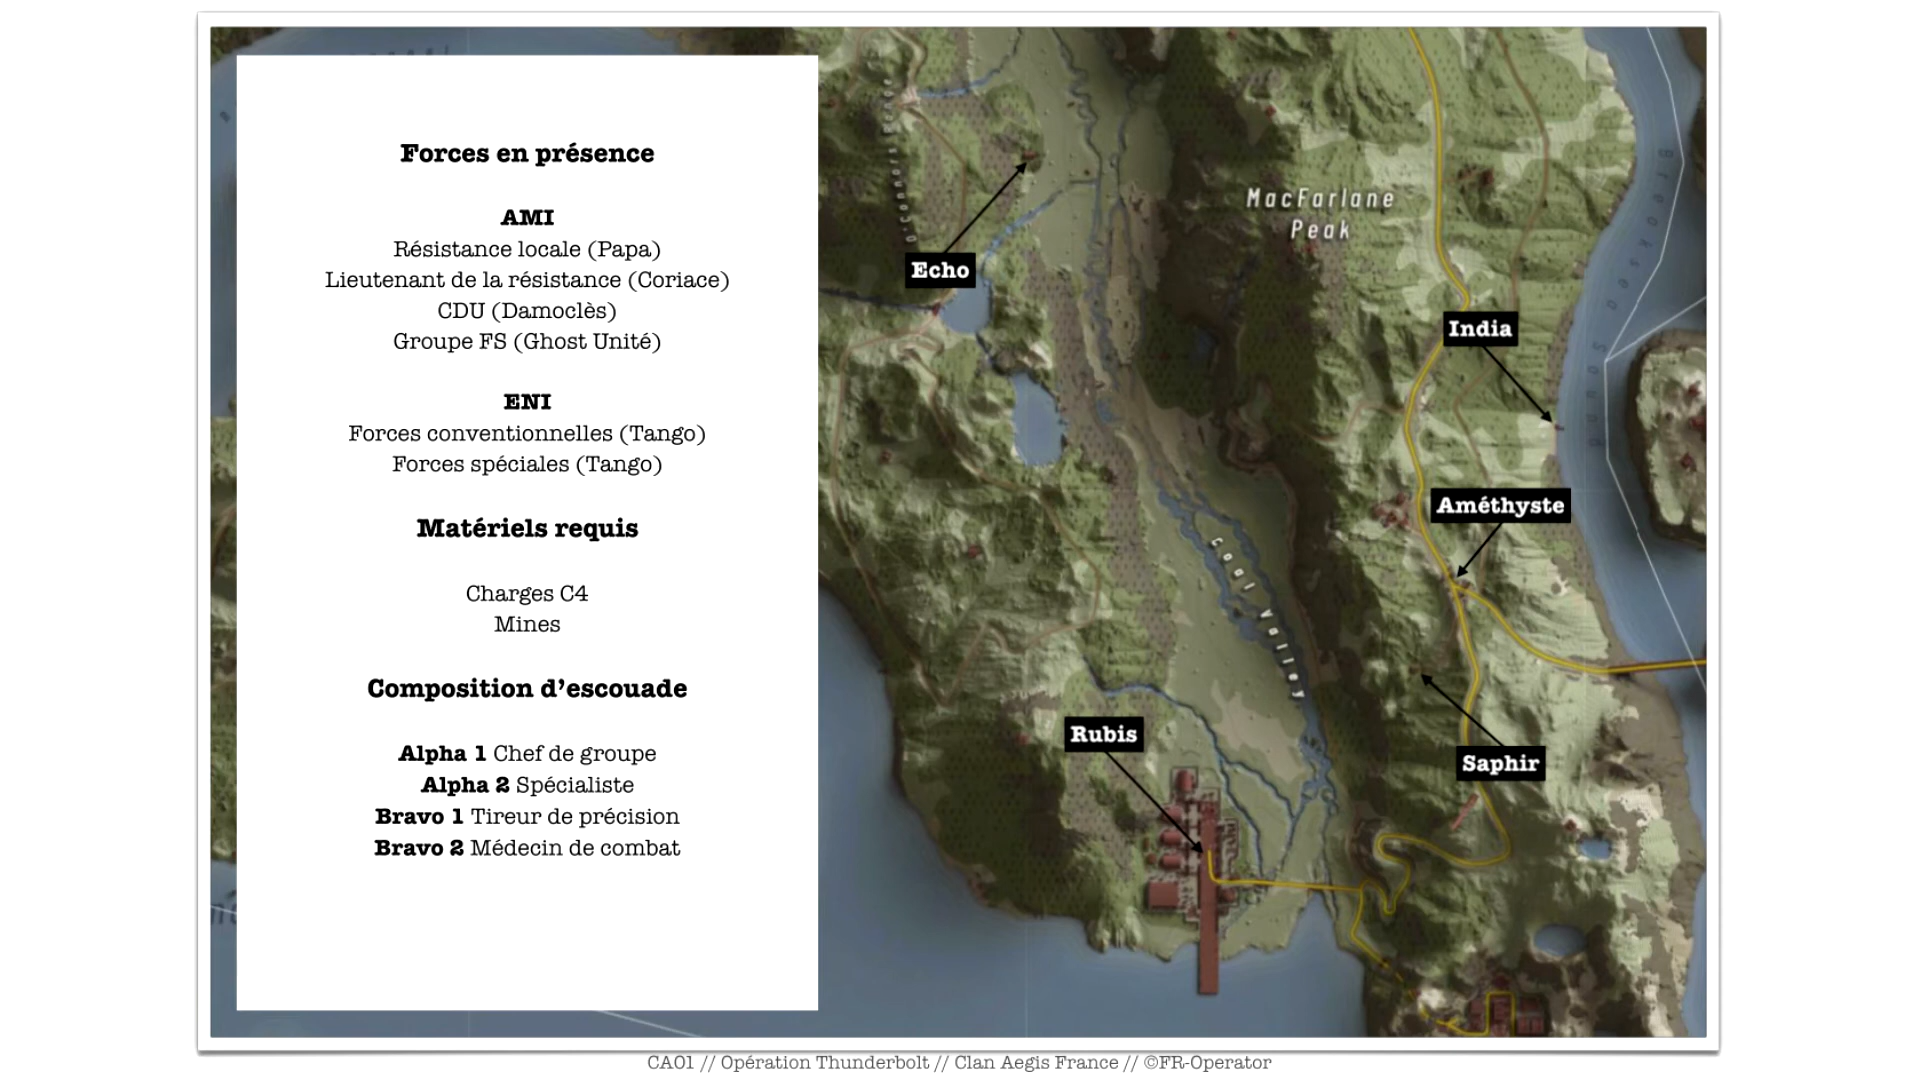 Forces en présence
AMI
Résistance locale (Papa)
Lieutenant de la résistance (Coriace)
CDU (Damoclès)
Groupe FS (Ghost Unité)
ENI
Forces conventionnelles (Tango)
Forces spéciales (Tango)
Matériels requis
Charges C4
Mines
Composition d’escouade
Alpha 1 Chef de groupe
Alpha 2 Spécialiste
Bravo 1 Tireur de précision
Bravo 2 Médecin de combat
MacFarlane
Peak
Echo
India
Améthyste
Coal Valley
Rubis
Saphir
CA01 // Opération Thunderbolt // Clan Aegis France // ©FR-Operator